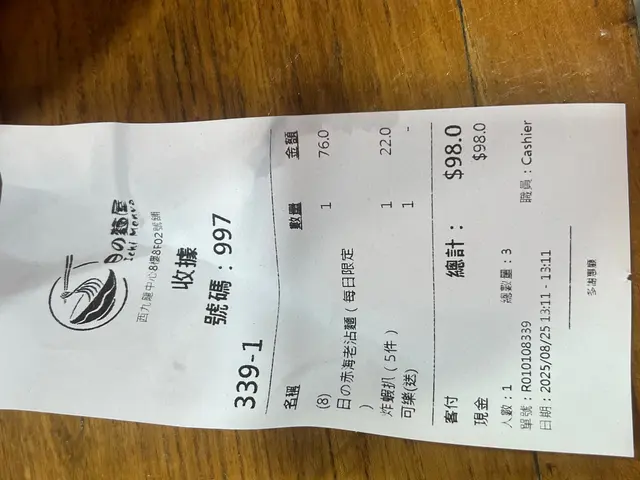 日の麵屋
ichi Menya
西九龍中心8樓8F02號舖
收據
號碼：997
339-1
名稱 數量 金額
(8)
日の赤海老沾麵（每日限定
） 1 76.0
炸蝦扒（5件） 1 22.0
可樂(送) 1 -
客付 總計： $98.0
現金 $98.0
人數：1 總數量：3
單號：R010108339 職員：Cashier
日期：2025/08/25 13:11 - 13:11
多謝惠顧